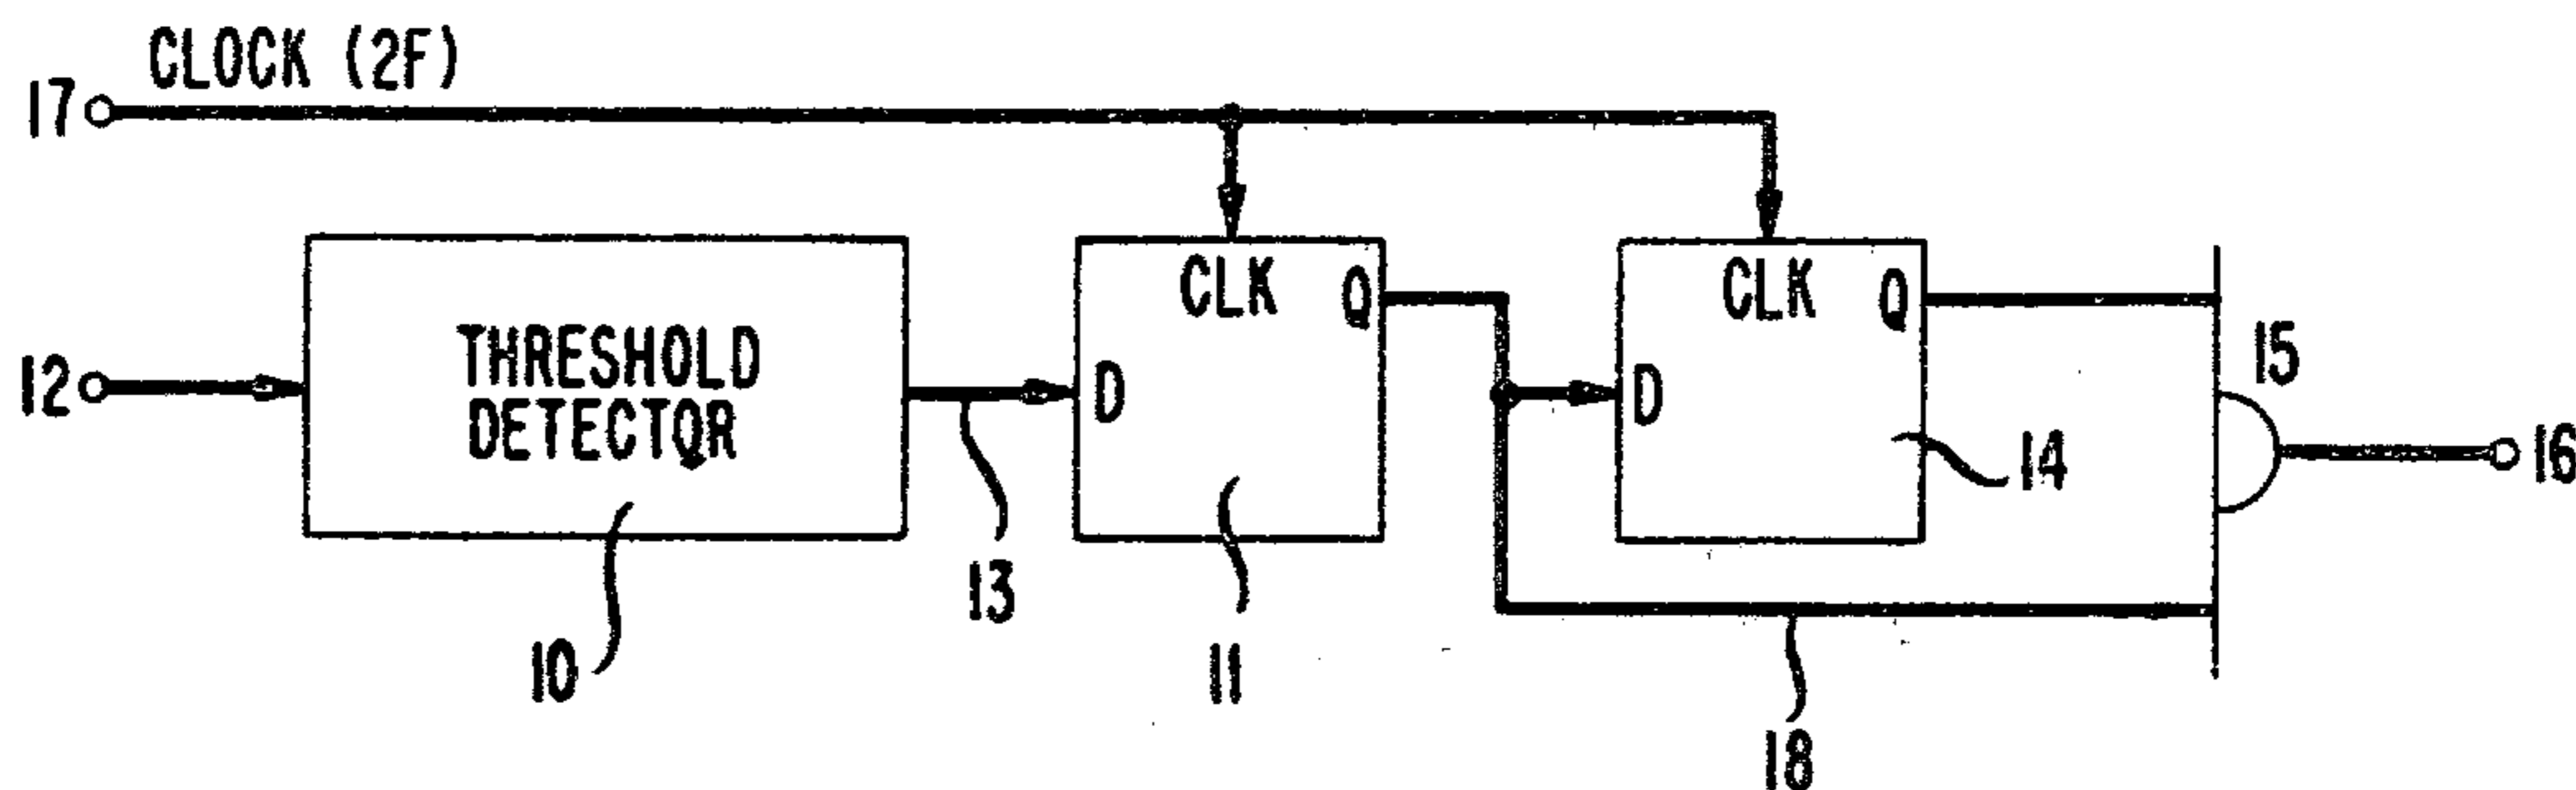 CLOCK (2F)
17
CLK
Q
CLK
Q
15
12
THRESHOLD
DETECTOR
D
D
14
16
13
10
11
18